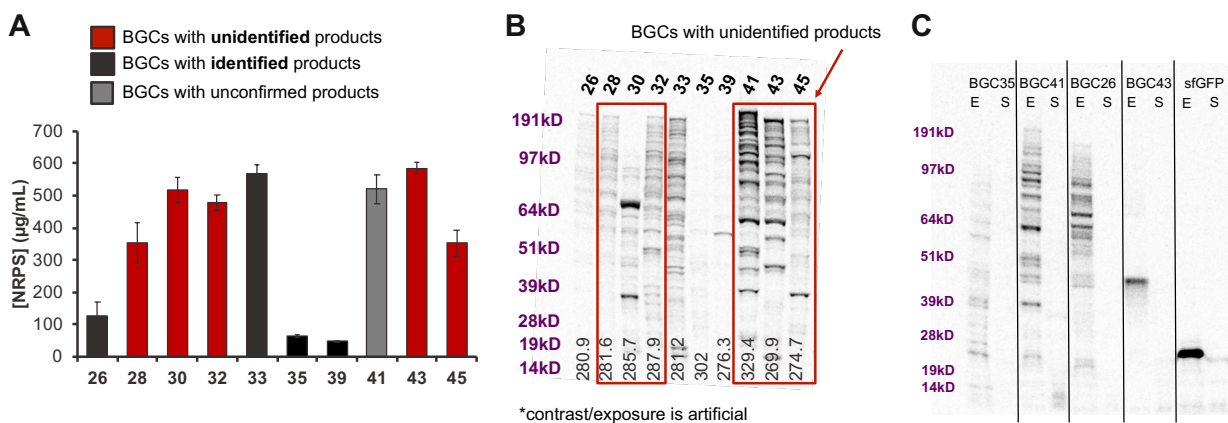 A
BGCs with unidentified products
BGCs with identified products
BGCs with unconfirmed products
[NRPS] (µg/mL)
700
600
500
400
300
200
100
0
26 28 30 32 33 35 39 41 43 45
B
BGCs with unidentified products
26 28 30 32 33 35 39 41 43 45
191kD
97kD
64kD
51kD
39kD
28kD
19kD
14kD
280.9 281.6 285.7 287.9 281.2 302 276.3 329.4 269.9 274.7
*contrast/exposure is artificial
C
BGC35 BGC41 BGC26 BGC43 sfGFP
E S E S E S E S E S
191kD
97kD
64kD
51kD
39kD
28kD
19kD
14kD